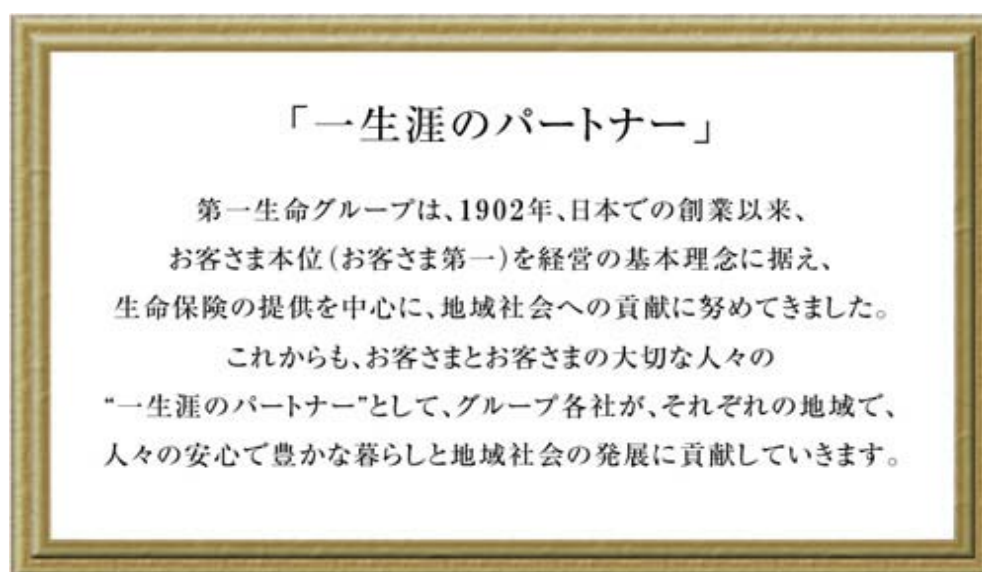 「一生涯のパートナー」
第一生命グループは、1902年、日本での創業以来、
お客さま本位(お客さま第一)を経営の基本理念に据え、
生命保険の提供を中心に、地域社会への貢献に努めてきました。
これからも、お客さまとお客さまの大切な人々の
“一生涯のパートナー”として、グループ各社が、それぞれの地域で、
人々の安心で豊かな暮らしと地域社会の発展に貢献していきます。